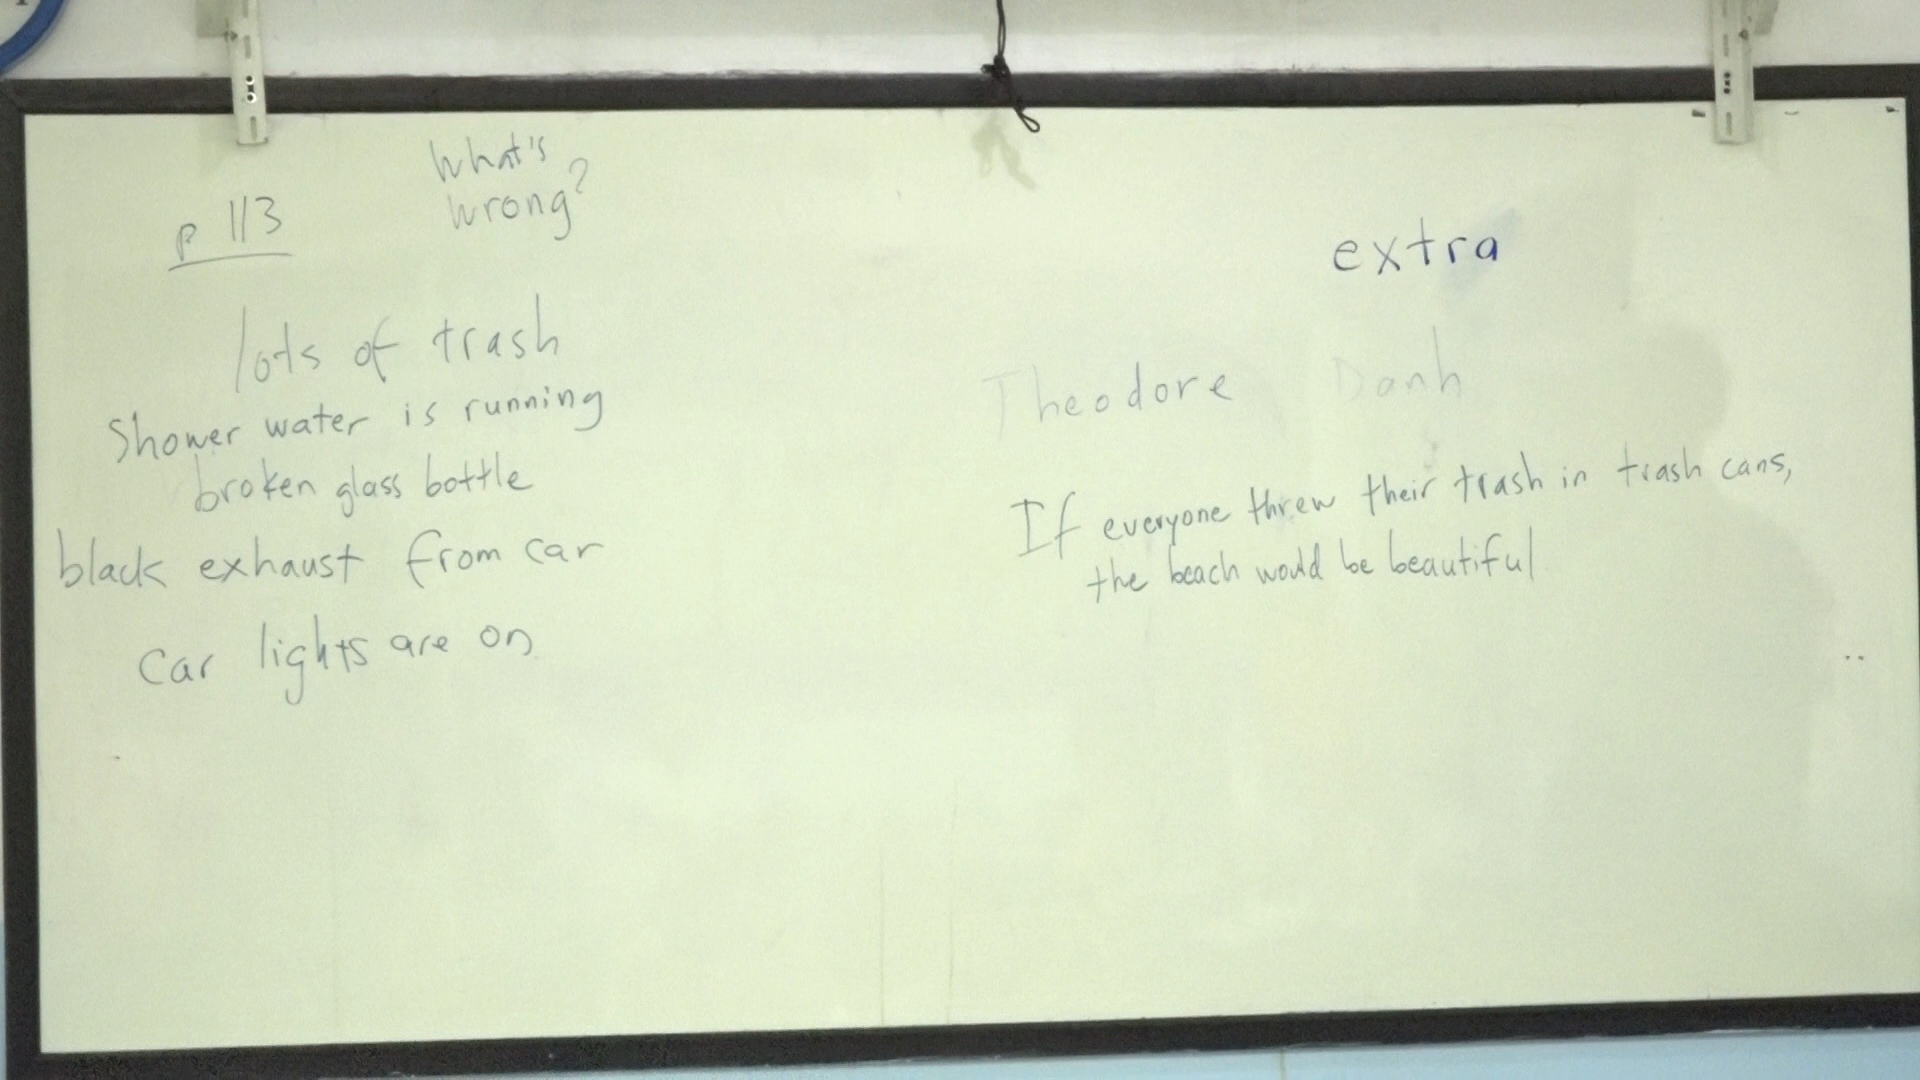 What's
wrong?
p 113
lots of trash
Shower water is running
broken glass bottle
black exhaust from car
Car lights are on
extra
Theodore Danh
If everyone threw their trash in trash cans,
the beach would be beautiful